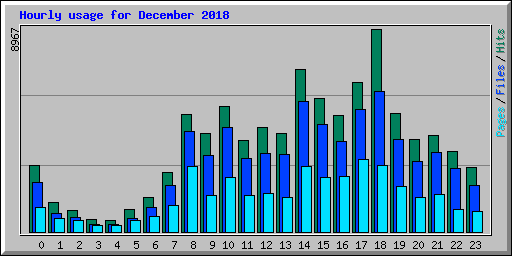 Hourly usage for December 2018
8967
Pages/Files/Hits
0 1 2 3 4 5 6 7 8 9 10 11 12 13 14 15 16 17 18 19 20 21 22 23